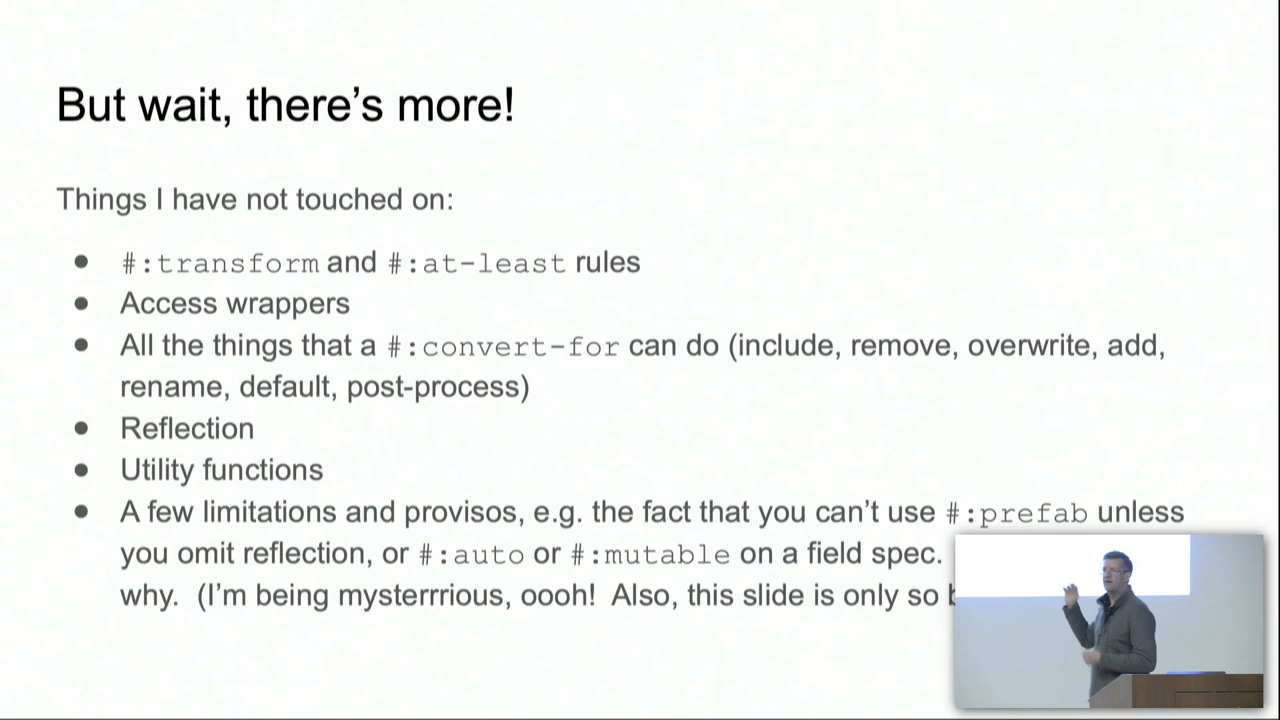 But wait, there's more!
Things I have not touched on:
● #:transform and #:at-least rules
● Access wrappers
● All the things that a #:convert-for can do (include, remove, overwrite, add,
rename, default, post-process)
● Reflection
● Utility functions
● A few limitations and provisos, e.g. the fact that you can't use #:prefab unless
you omit reflection, or #:auto or #:mutable on a field spec.
why. (I'm being mysterrrious, oooh! Also, this slide is only so